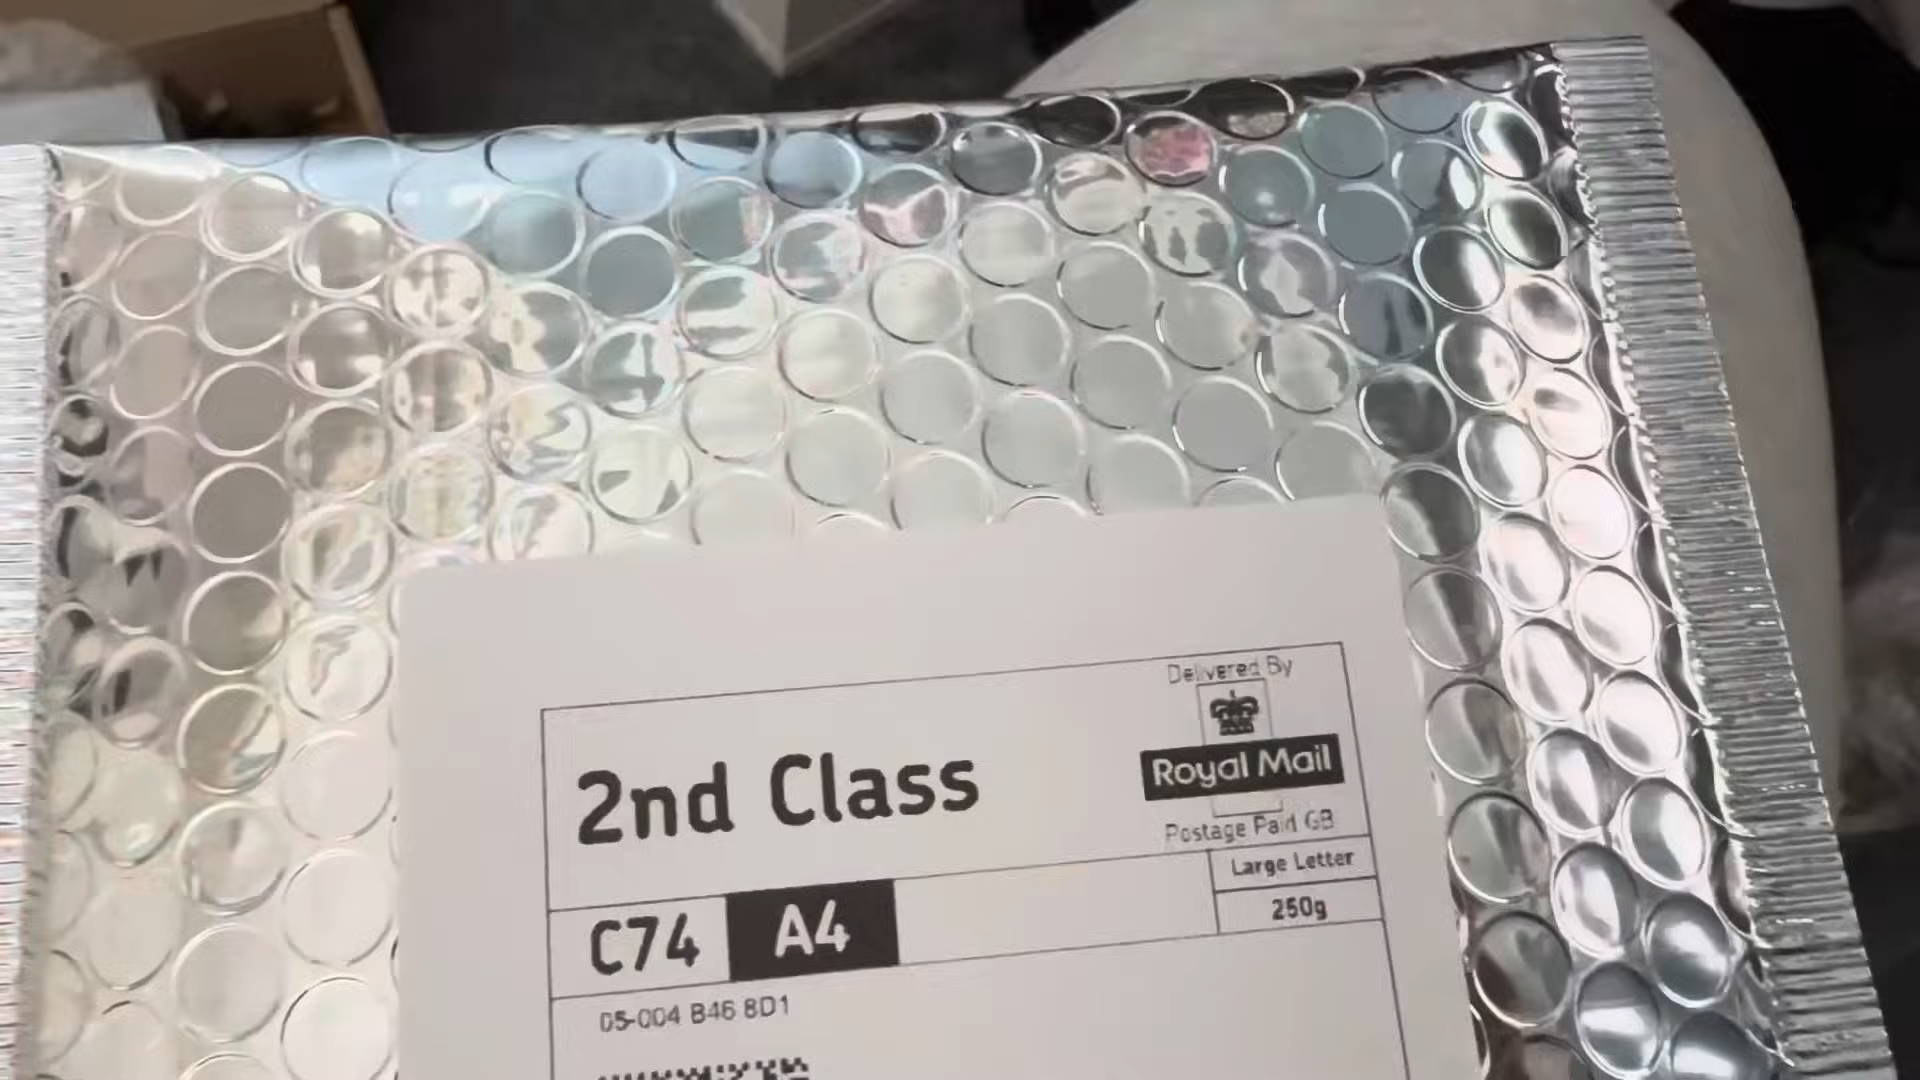 Delivered By
Royal Mail
Postage Paid GB
2nd Class
Large Letter
250g
C74 A4
05-004 B46 8D1